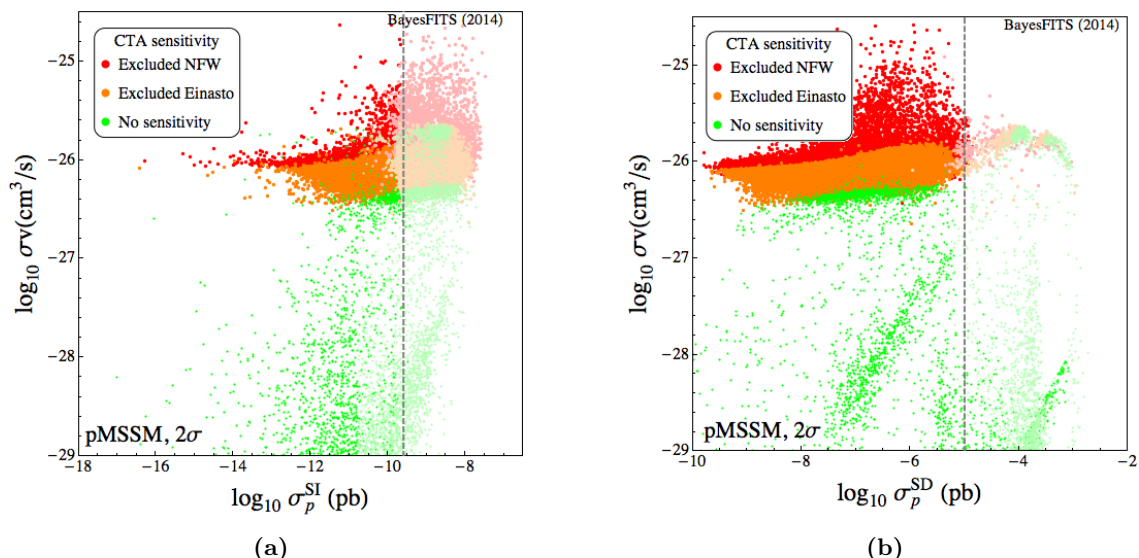 BayesFITS (2014)
CTA sensitivity
Excluded NFW
Excluded Einasto
No sensitivity
−25
−26
−27
−28
−29
log₁₀ σv(cm³/s)
pMSSM, 2σ
−18
−16
−14
−12
−10
−8
log₁₀ σₚ^SI (pb)
(a)
BayesFITS (2014)
CTA sensitivity
Excluded NFW
Excluded Einasto
No sensitivity
−25
−26
−27
−28
−29
log₁₀ σv(cm³/s)
pMSSM, 2σ
−10
−8
−6
−4
−2
log₁₀ σₚ^SD (pb)
(b)